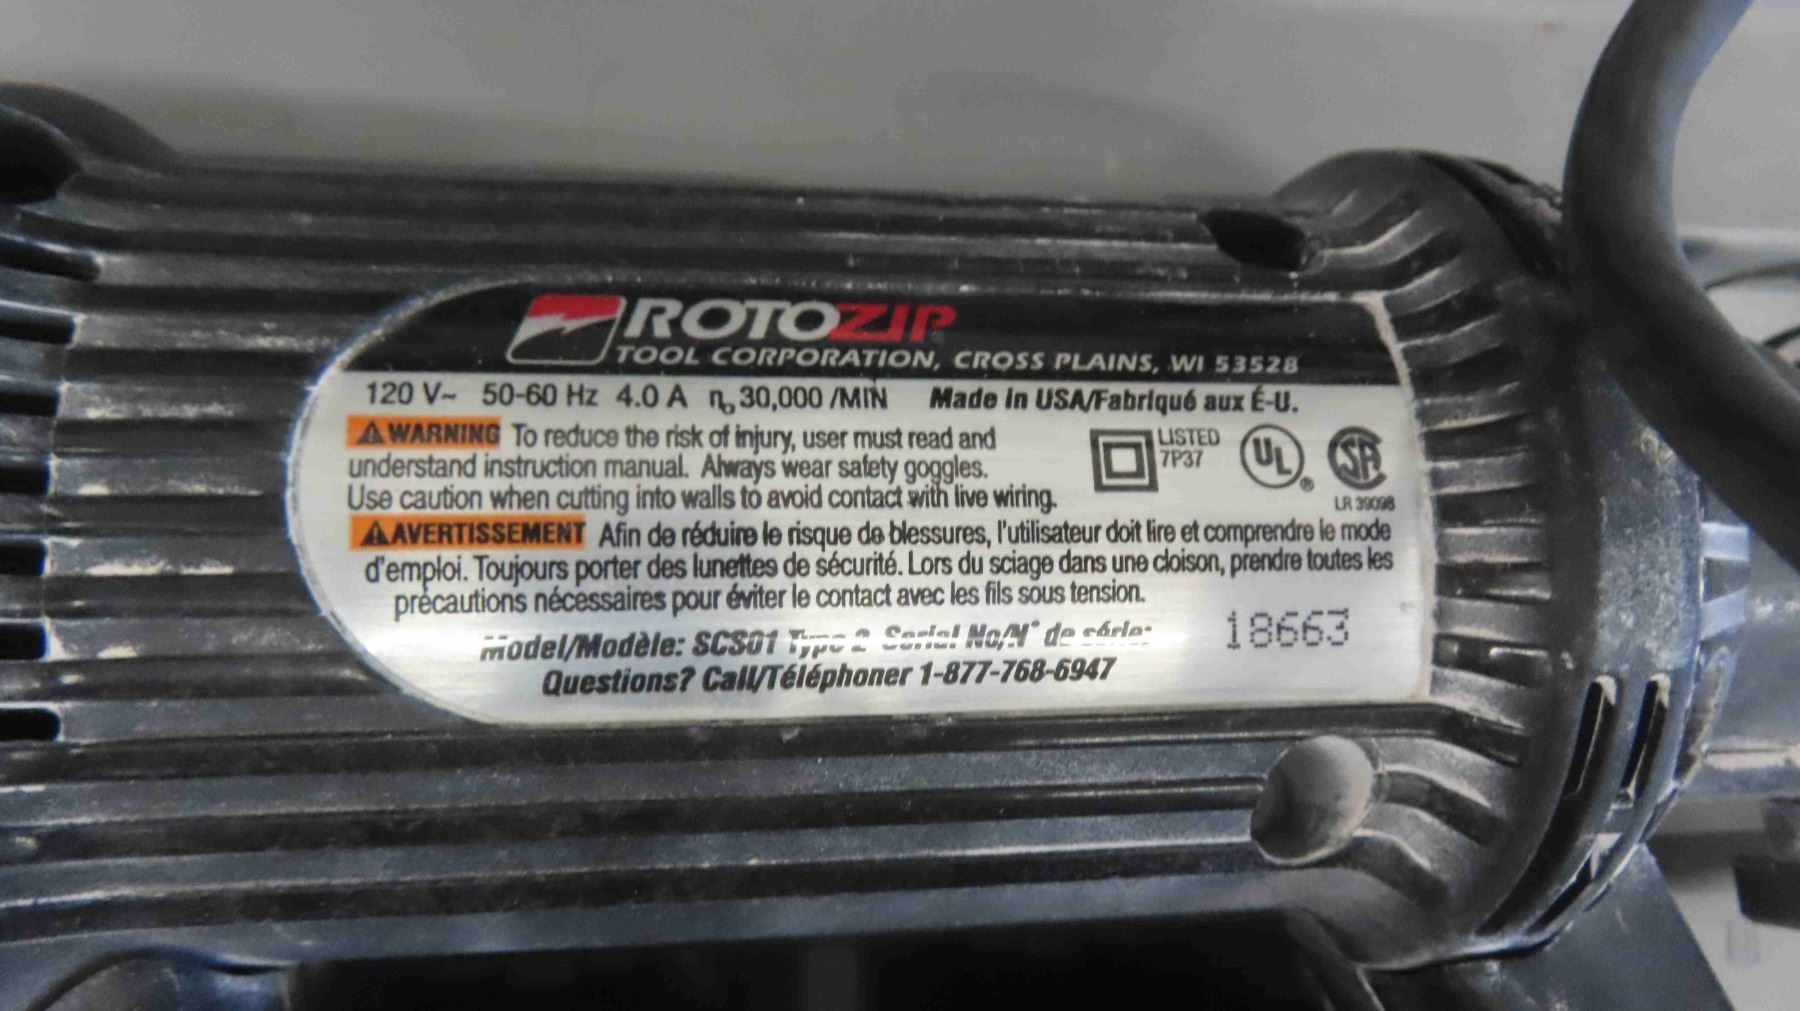 ROTOZIP
TOOL CORPORATION, CROSS PLAINS, WI 53528
120 V~ 50-60 Hz 4.0 A n₀ 30,000 /MIN Made in USA/Fabriqué aux É-U.
WARNING To reduce the risk of injury, user must read and
understand instruction manual. Always wear safety goggles.
Use caution when cutting into walls to avoid contact with live wiring.
LISTED
7P37
UL ®
SA
LR 39098
AVERTISSEMENT Afin de réduire le risque de blessures, l'utilisateur doit lire et comprendre le mode
d'emploi. Toujours porter des lunettes de sécurité. Lors du sciage dans une cloison, prendre toutes les
précautions nécessaires pour éviter le contact avec les fils sous tension.
Model/Modèle: SCS01 Type 2 Serial No/N° de série: 18663
Questions? Call/Téléphoner 1-877-768-6947